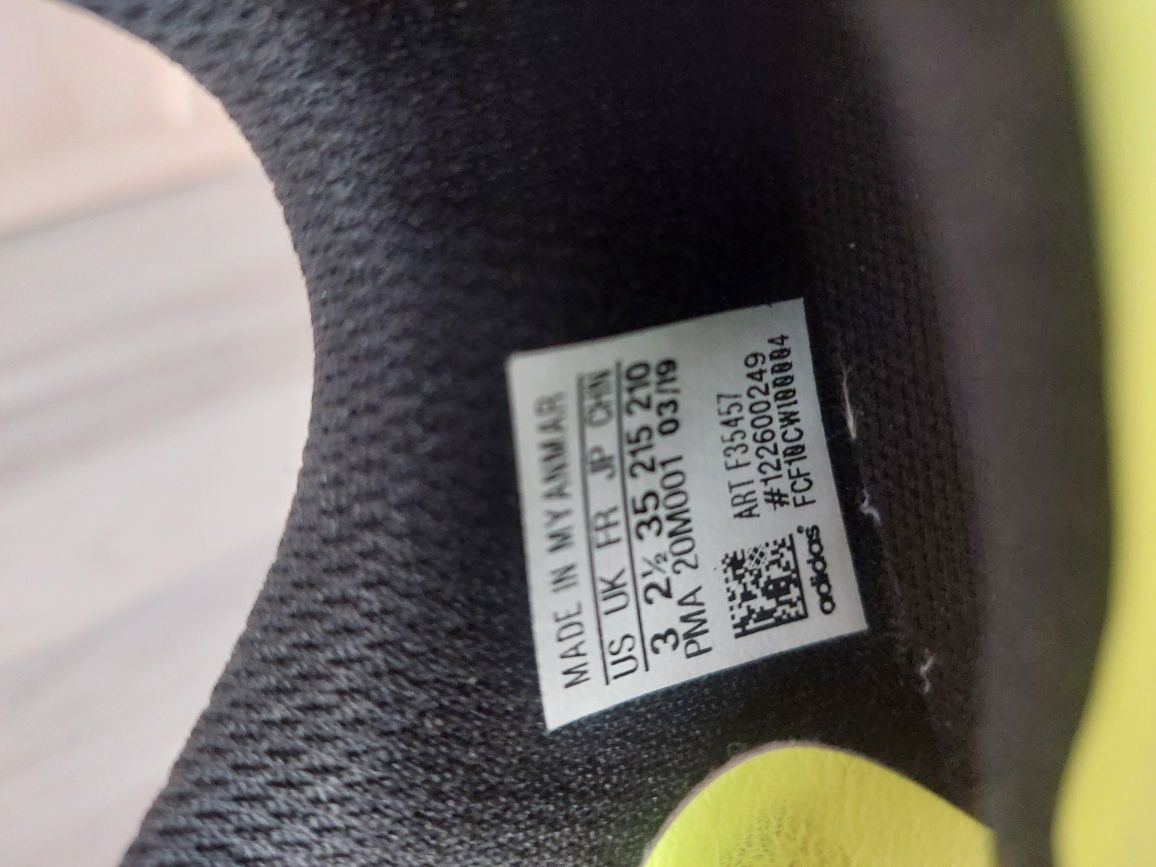 MADE IN MYANMAR
US UK FR JP CHN
3 2½ 35 215 210
PMA 20M001 03/19
ART F35457
#122600249
FCF10CW100004
adidas®